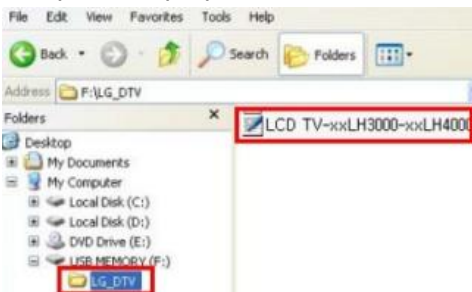 File Edit View Favorites Tools Help
Back Search Folders
Address F:\LG_DTV
Folders x
LCD TV-xxLH3000-xxLH4000
Desktop
My Documents
My Computer
Local Disk (C:)
Local Disk (D:)
DVD Drive (E:)
USB MEMORY (F:)
LG_DTV